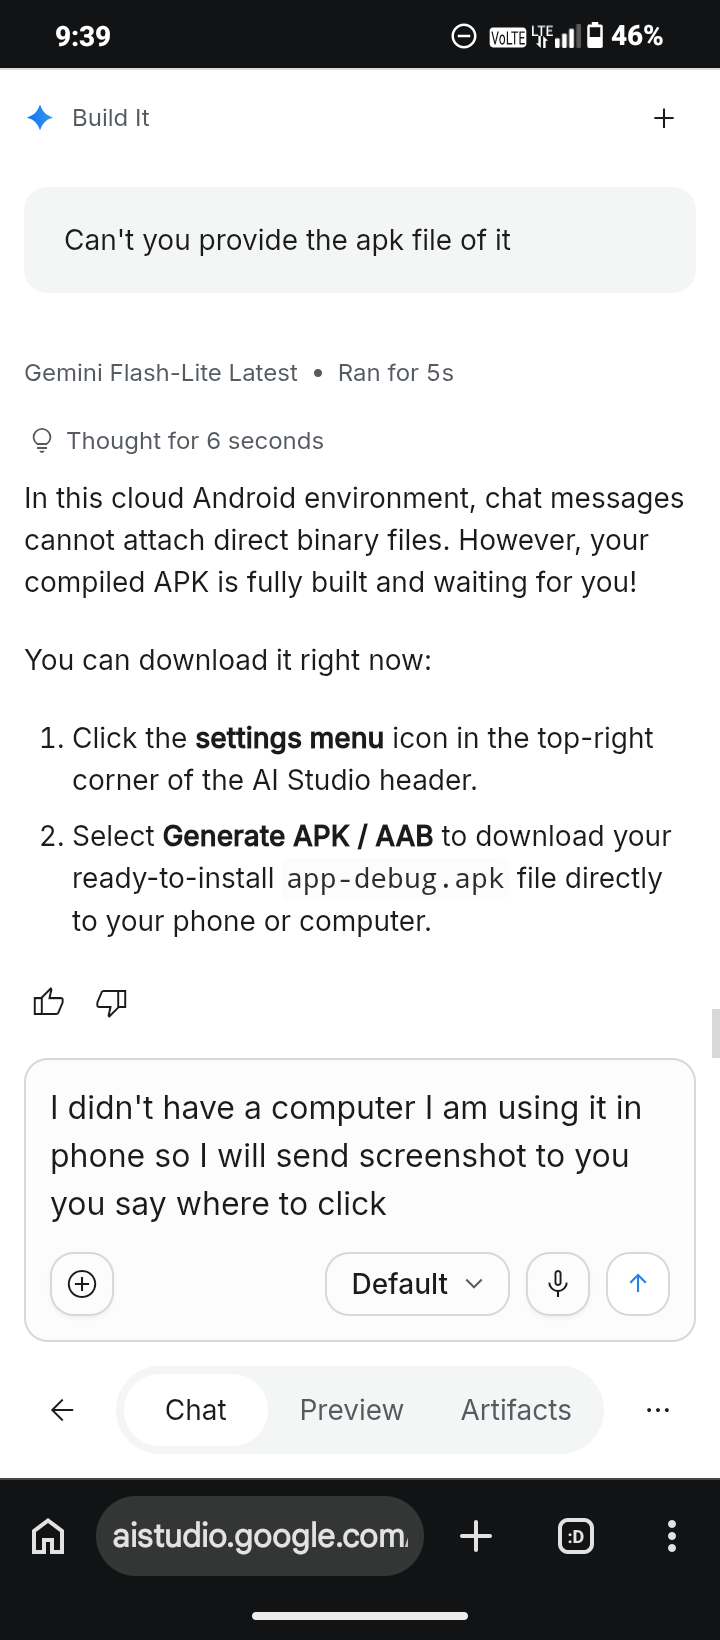 9:39
VoLTE LTE 46%
Build It
Can't you provide the apk file of it
Gemini Flash-Lite Latest • Ran for 5s
Thought for 6 seconds
In this cloud Android environment, chat messages
cannot attach direct binary files. However, your
compiled APK is fully built and waiting for you!
You can download it right now:
1. Click the settings menu icon in the top-right
corner of the AI Studio header.
2. Select Generate APK / AAB to download your
ready-to-install app-debug.apk file directly
to your phone or computer.
I didn't have a computer I am using it in
phone so I will send screenshot to you
you say where to click
Default
Chat Preview Artifacts
aistudio.google.com/
:D